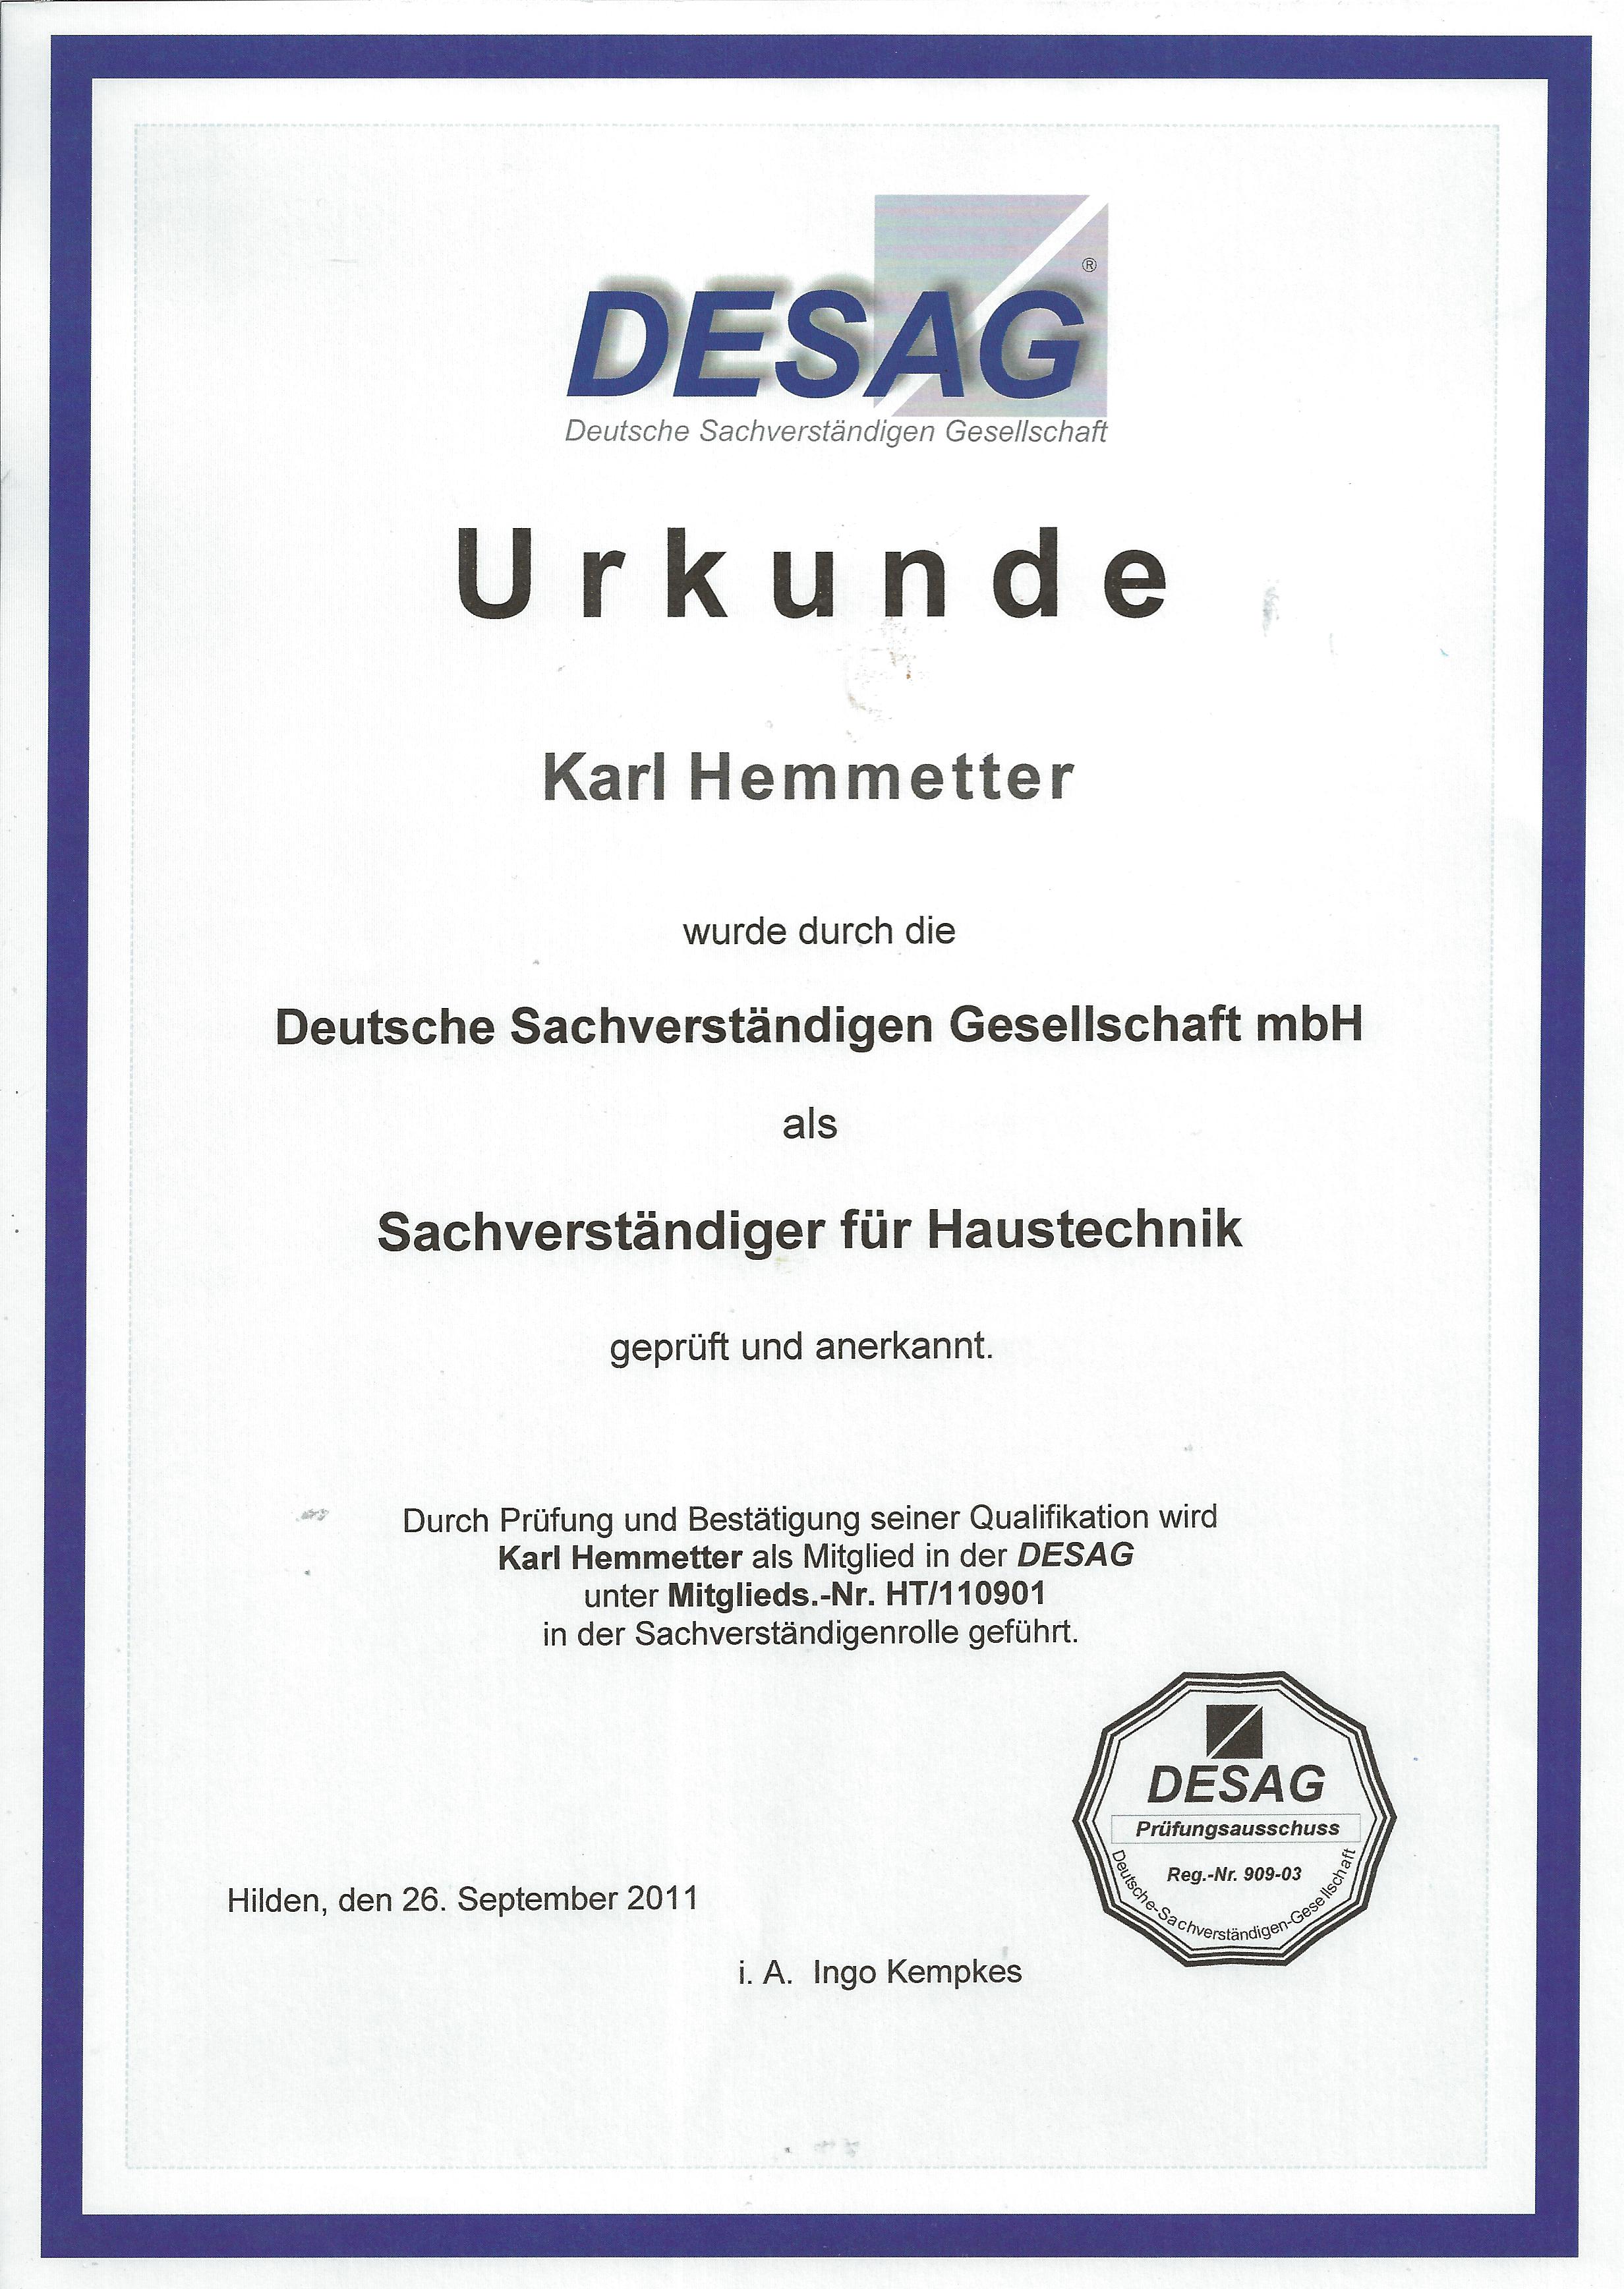 DESAG ®
Deutsche Sachverständigen Gesellschaft
Urkunde
Karl Hemmetter
wurde durch die
Deutsche Sachverständigen Gesellschaft mbH
als
Sachverständiger für Haustechnik
geprüft und anerkannt.
Durch Prüfung und Bestätigung seiner Qualifikation wird
Karl Hemmetter als Mitglied in der DESAG
unter Mitglieds.-Nr. HT/110901
in der Sachverständigenrolle geführt.
DESAG
Prüfungsausschuss
Reg.-Nr. 909-03
Deutsche-Sachverständigen-Gesellschaft
Hilden, den 26. September 2011
i. A. Ingo Kempkes